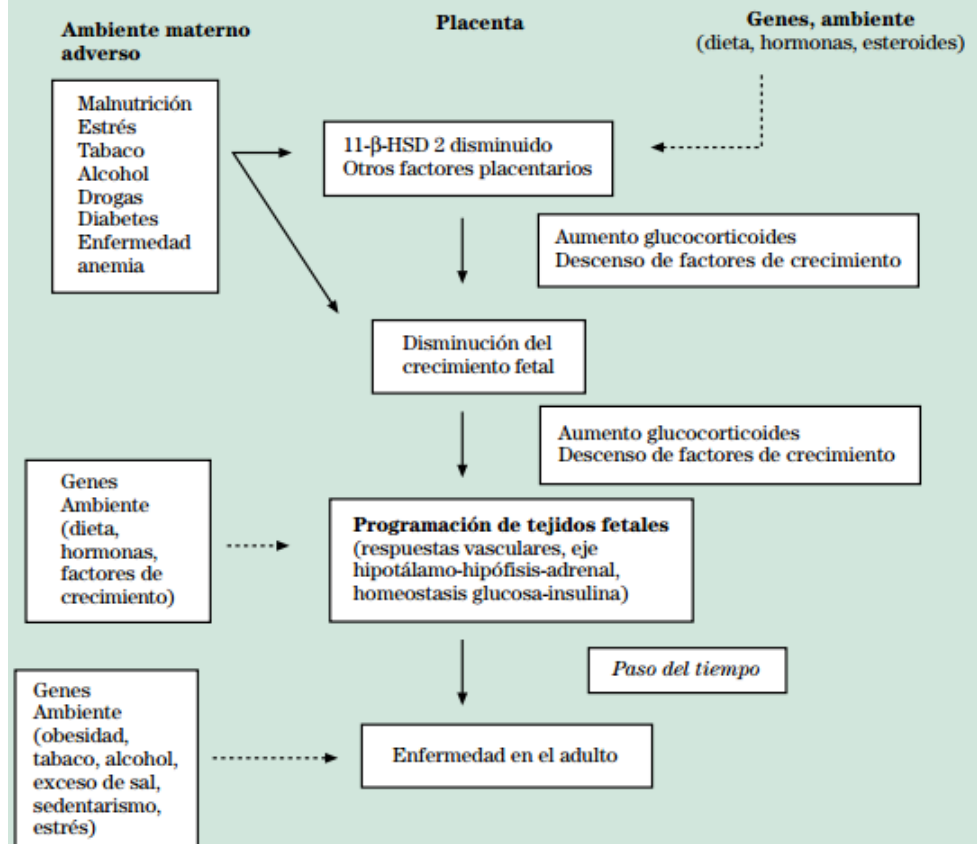 Ambiente materno
adverso
Placenta
Genes, ambiente
(dieta, hormonas, esteroides)
Malnutrición
Estrés
Tabaco
Alcohol
Drogas
Diabetes
Enfermedad
anemia
11-β-HSD 2 disminuido
Otros factores placentarios
Aumento glucocorticoides
Descenso de factores de crecimiento
Disminución del
crecimiento fetal
Aumento glucocorticoides
Descenso de factores de crecimiento
Genes
Ambiente
(dieta,
hormonas,
factores de
crecimiento)
Programación de tejidos fetales
(respuestas vasculares, eje
hipotálamo-hipófisis-adrenal,
homeostasis glucosa-insulina)
Paso del tiempo
Genes
Ambiente
(obesidad,
tabaco, alcohol,
exceso de sal,
sedentarismo,
estrés)
Enfermedad en el adulto